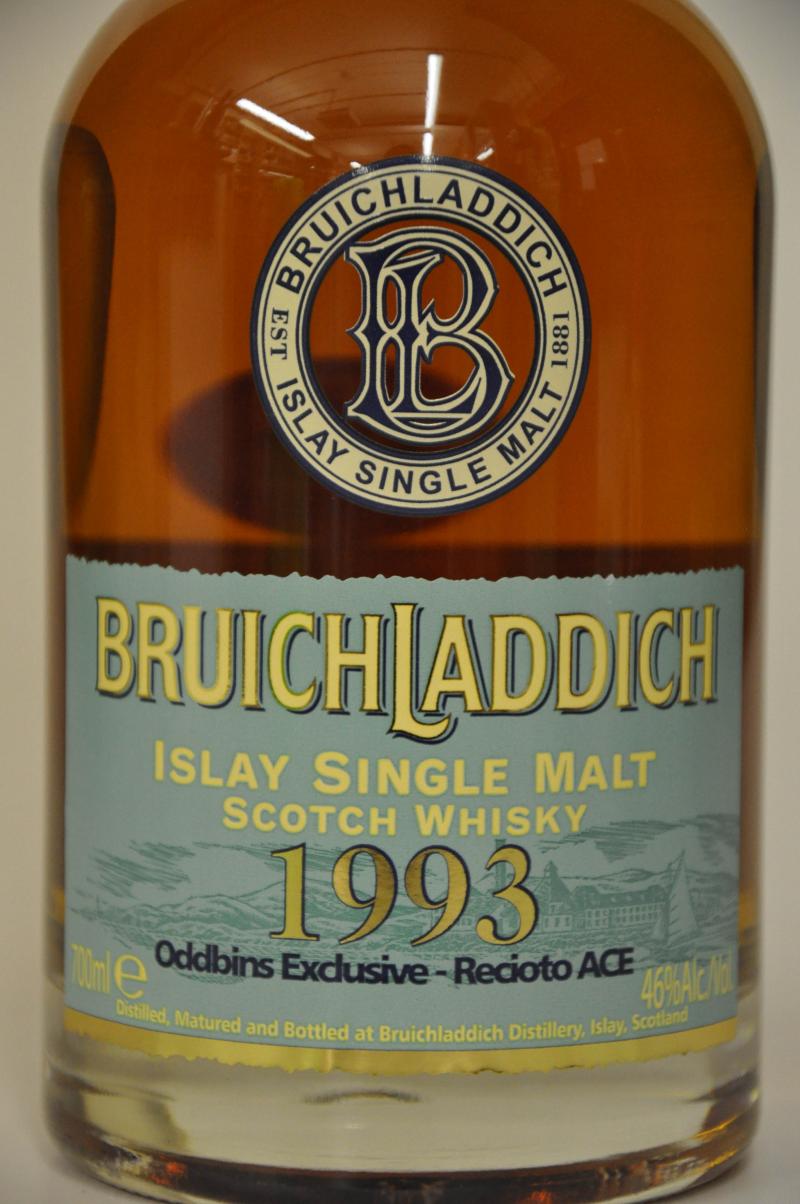 BRUICHLADDICH
EST
BL
1881
ISLAY SINGLE MALT
BRUICHLADDICH
ISLAY SINGLE MALT
SCOTCH WHISKY
1993
Oddbins Exclusive - Recioto ACE
700ml e
46%Alc./Vol.
Distilled, Matured and Bottled at Bruichladdich Distillery, Islay, Scotland